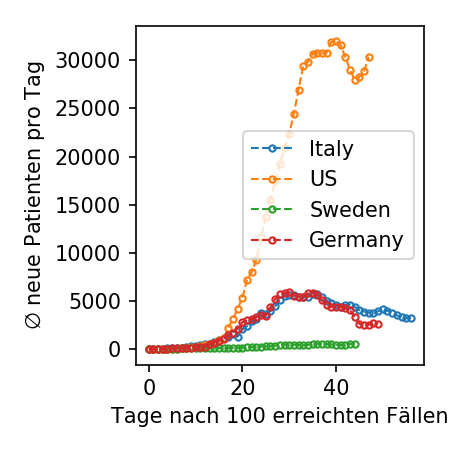 30000
25000
20000
15000
10000
5000
0
∅ neue Patienten pro Tag
Italy
US
Sweden
Germany
0 20 40
Tage nach 100 erreichten Fällen